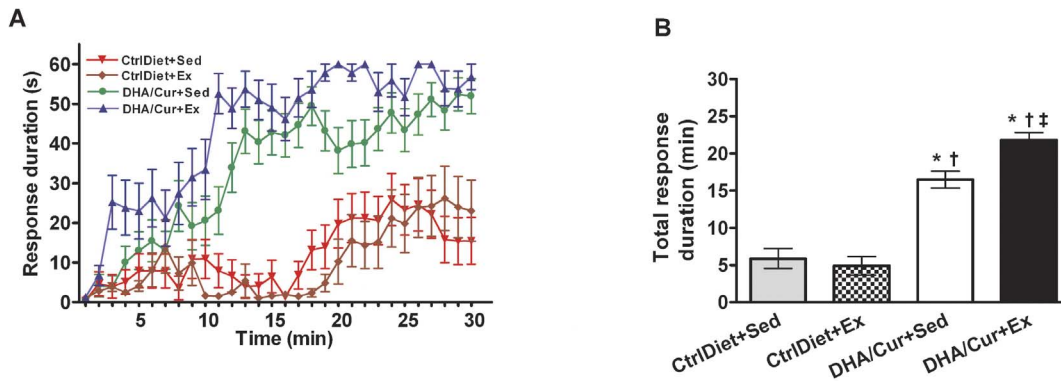 A
Response duration (s)
60
50
40
30
20
10
0
CtrlDiet+Sed
CtrlDiet+Ex
DHA/Cur+Sed
DHA/Cur+Ex
5
10
15
20
25
30
Time (min)
B
Total response
duration (min)
30
25
20
15
10
5
0
* †
* † ‡
CtrlDiet+Sed
CtrlDiet+Ex
DHA/Cur+Sed
DHA/Cur+Ex